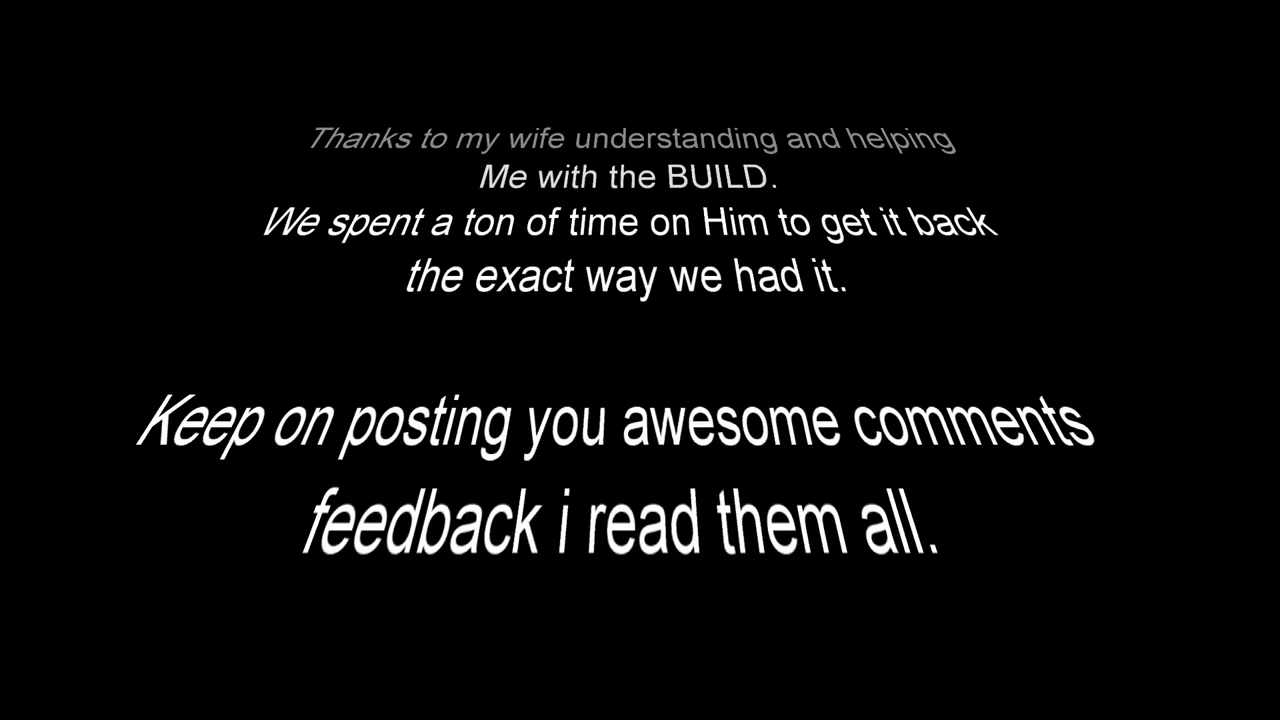 Thanks to my wife understanding and helping
Me with the BUILD.
We spent a ton of time on Him to get it back
the exact way we had it.
Keep on posting you awesome comments
feedback i read them all.